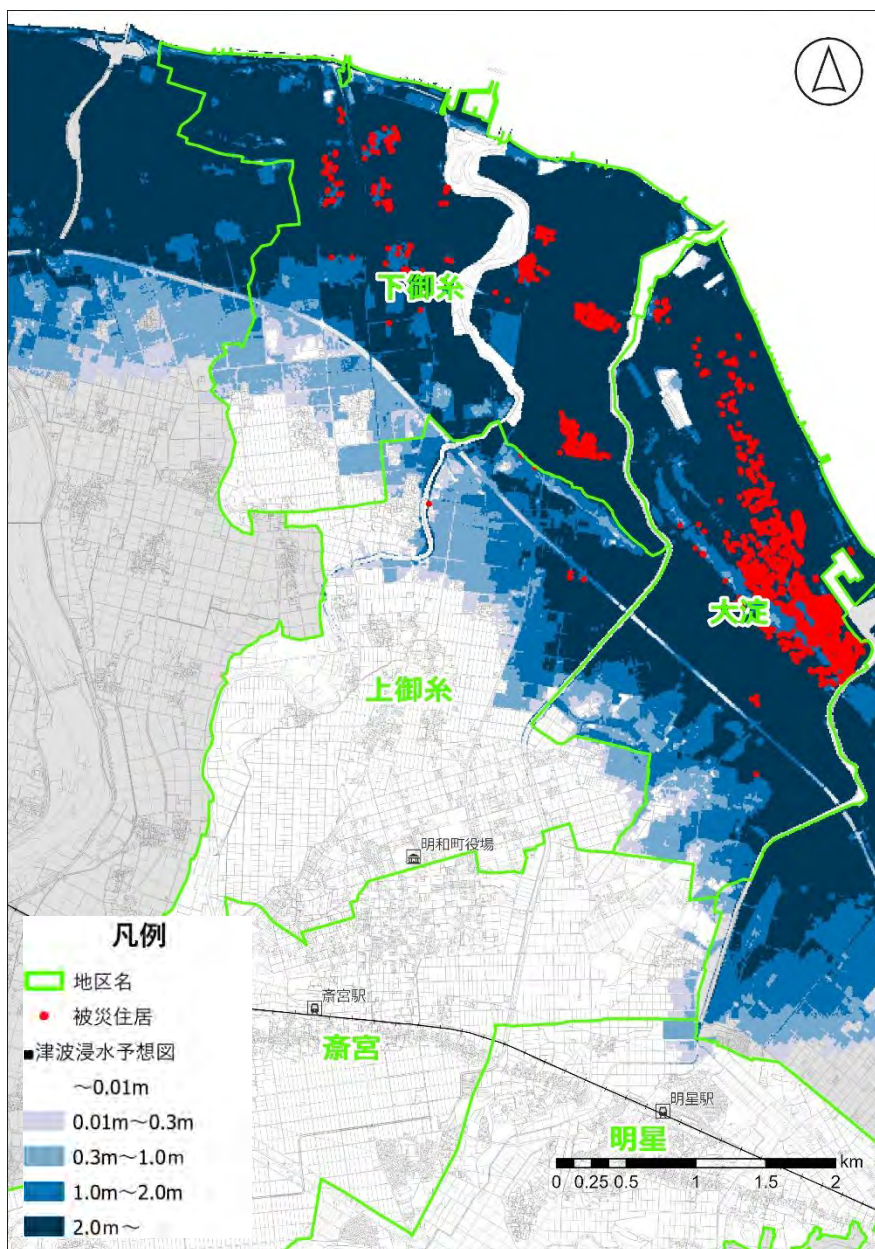 下御糸
大淀
上御糸
明和町役場
斎宮駅
斎宮
明星駅
明星
凡例
地区名
被災住居
津波浸水予想図
～0.01m
0.01m～0.3m
0.3m～1.0m
1.0m～2.0m
2.0m～
km
0 0.25 0.5 1 1.5 2